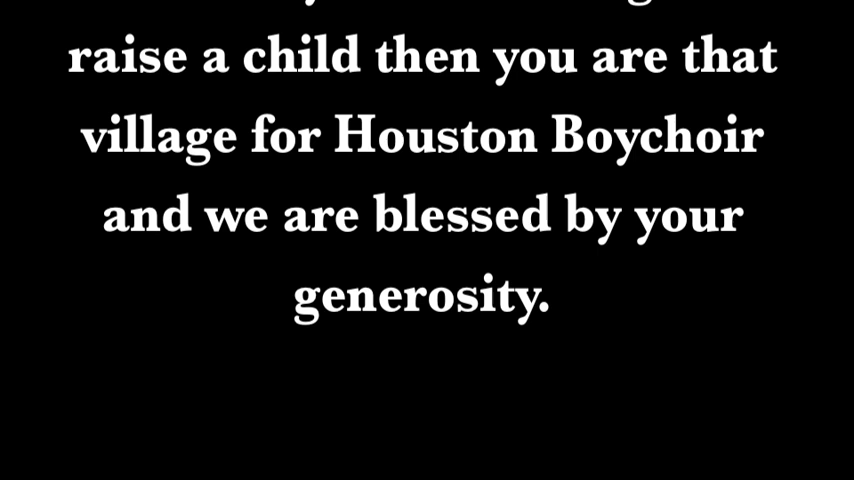 raise a child then you are that
village for Houston Boychoir
and we are blessed by your
generosity.